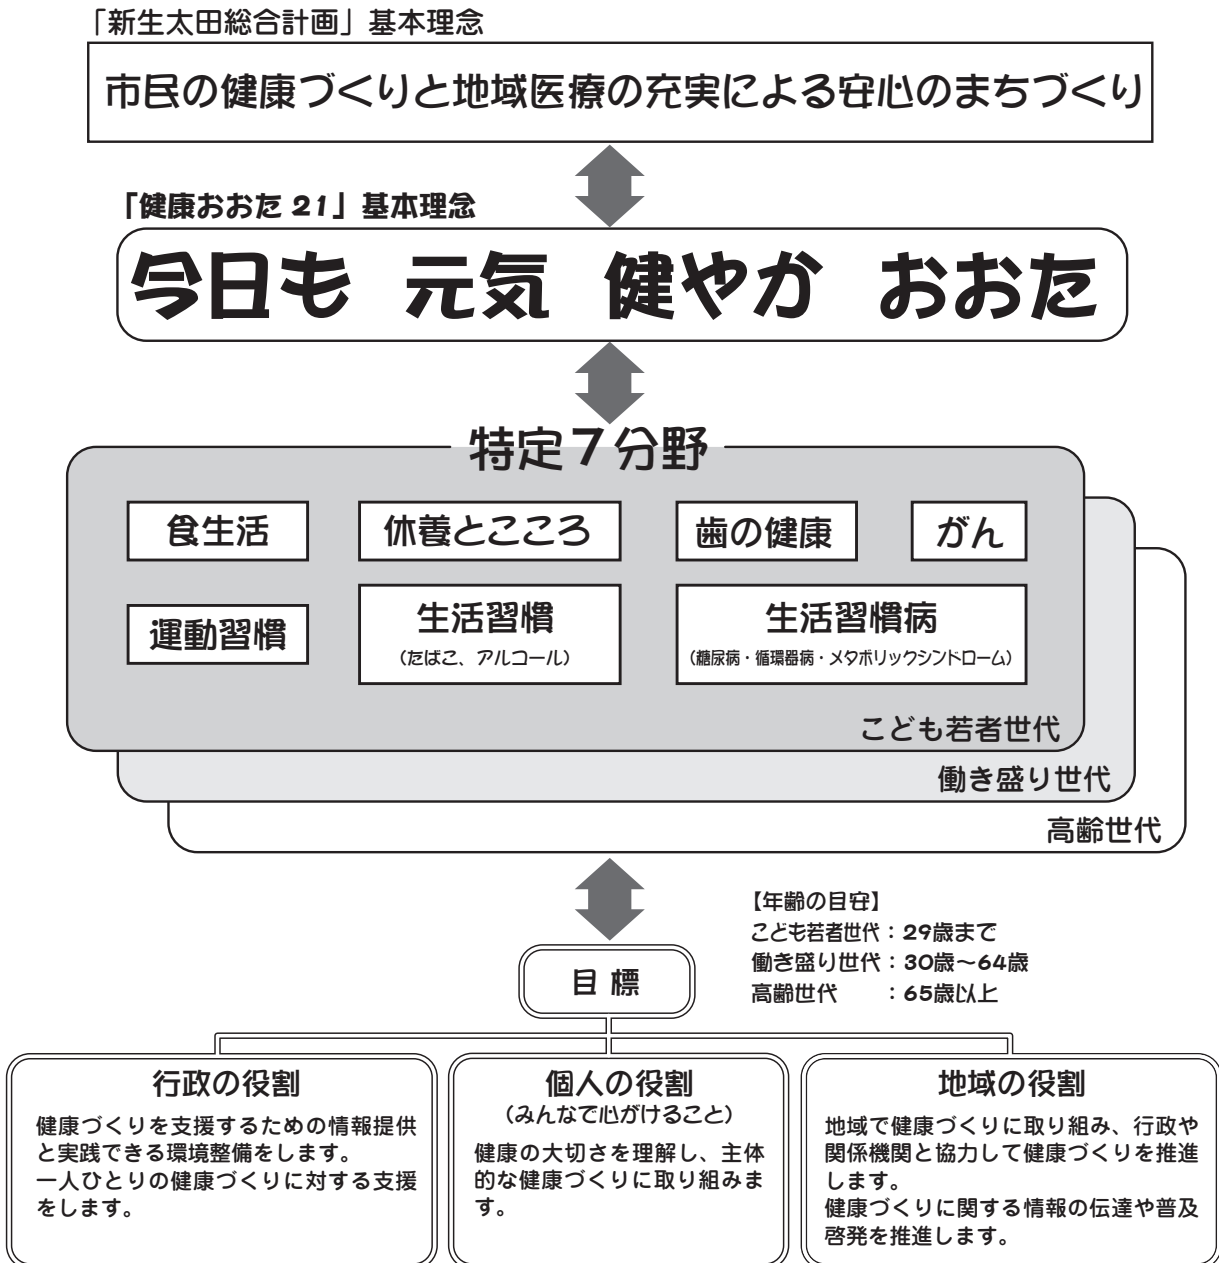 「新生太田総合計画」基本理念
市民の健康づくりと地域医療の充実による安心のまちづくり
「健康おおた 21」基本理念
今日も 元気 健やか おおた
特定7分野
食生活
休養とこころ
歯の健康
がん
運動習慣
生活習慣
(たばこ、アルコール)
生活習慣病
(糖尿病・循環器病・メタボリックシンドローム)
こども若者世代
働き盛り世代
高齢世代
【年齢の目安】
こども若者世代：29歳まで
働き盛り世代：30歳～64歳
高齢世代　　：65歳以上
目 標
行政の役割
健康づくりを支援するための情報提供
と実践できる環境整備をします。
一人ひとりの健康づくりに対する支援
をします。
個人の役割
(みんなで心がけること)
健康の大切さを理解し、主体
的な健康づくりに取り組みま
す。
地域の役割
地域で健康づくりに取り組み、行政や
関係機関と協力して健康づくりを推進
します。
健康づくりに関する情報の伝達や普及
啓発を推進します。